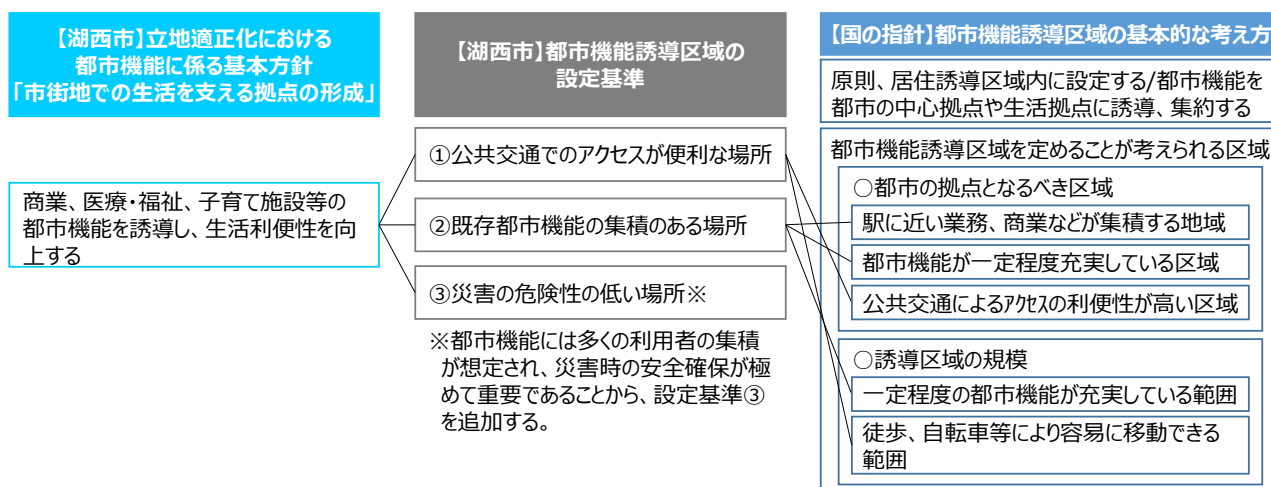 【湖西市】立地適正化における
都市機能に係る基本方針
「市街地での生活を支える拠点の形成」
商業、医療・福祉、子育て施設等の
都市機能を誘導し、生活利便性を向
上する
【湖西市】都市機能誘導区域の
設定基準
①公共交通でのアクセスが便利な場所
②既存都市機能の集積のある場所
③災害の危険性の低い場所※
※都市機能には多くの利用者の集積
が想定され、災害時の安全確保が極
めて重要であることから、設定基準③
を追加する。
【国の指針】都市機能誘導区域の基本的な考え方
原則、居住誘導区域内に設定する/都市機能を
都市の中心拠点や生活拠点に誘導、集約する
都市機能誘導区域を定めることが考えられる区域
○都市の拠点となるべき区域
駅に近い業務、商業などが集積する地域
都市機能が一定程度充実している区域
公共交通によるｱｸｾｽの利便性が高い区域
○誘導区域の規模
一定程度の都市機能が充実している範囲
徒歩、自転車等により容易に移動できる
範囲